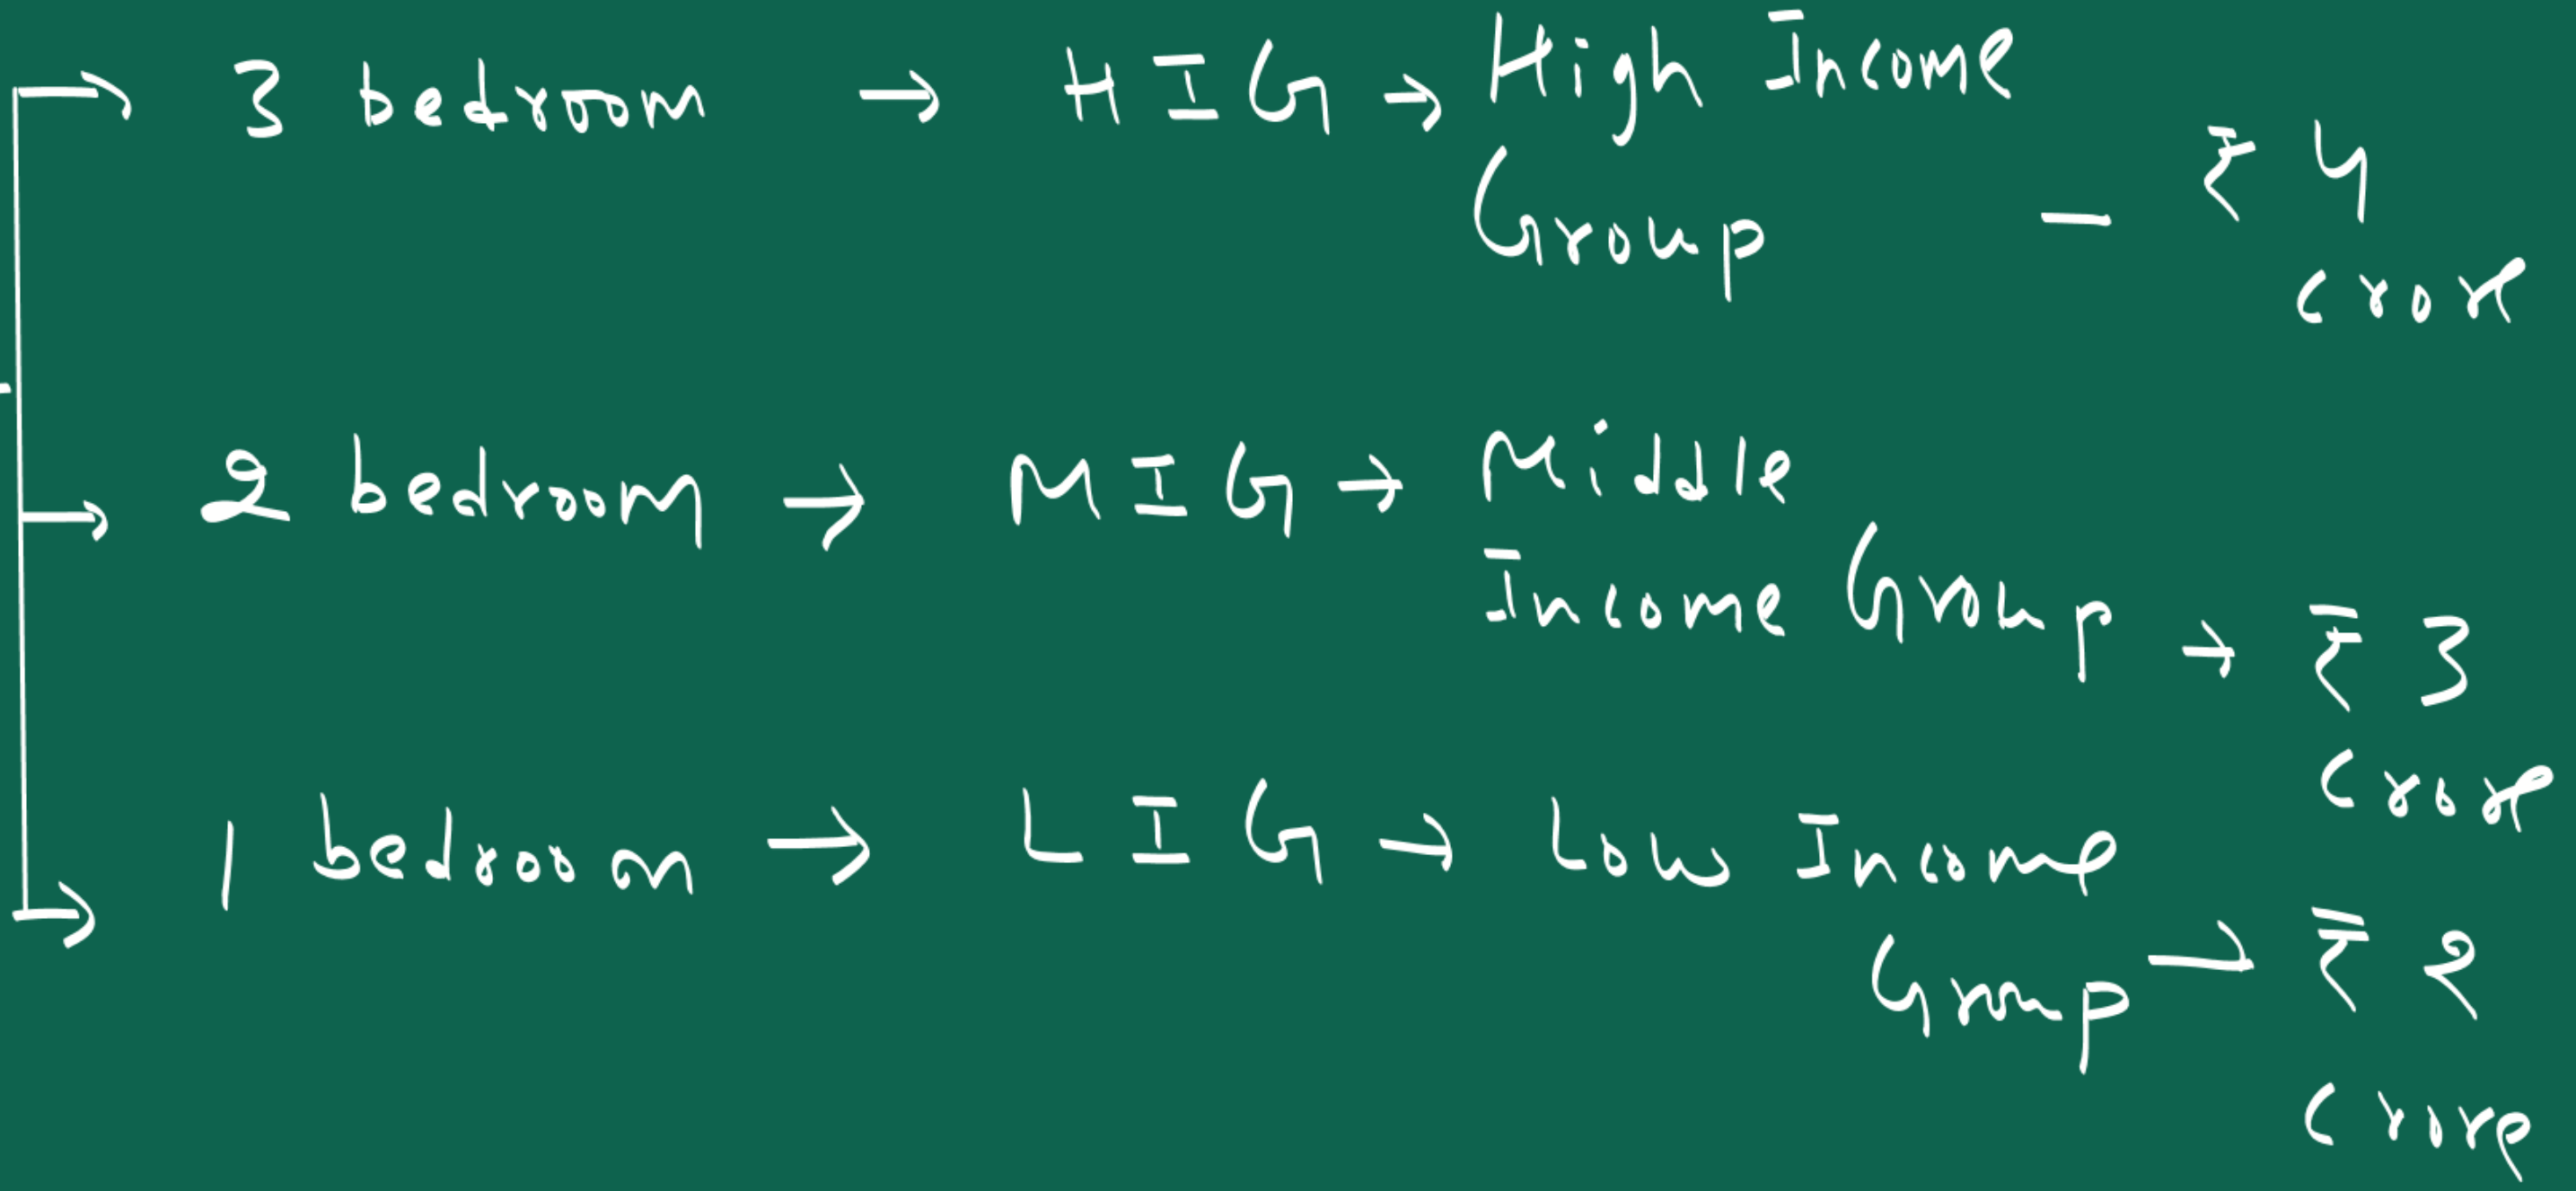 → 3 bedroom → HIG → High Income
Group - ₹ 4
crore
→ 2 bedroom → MIG → Middle
Income Group → ₹ 3
crore
→ 1 bedroom → LIG → Low Income
Group → ₹ 2
crore